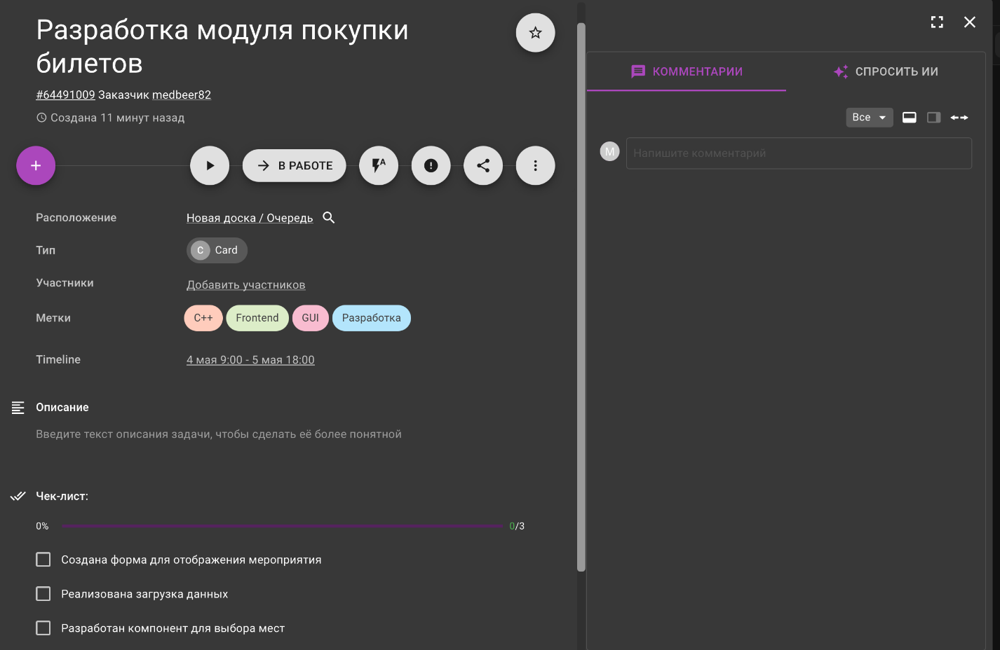 Разработка модуля покупки
билетов
#64491009 Заказчик medbeer82
Создана 11 минут назад
В РАБОТЕ
A
Расположение
Новая доска / Очередь
Тип
C Card
Участники
Добавить участников
Метки
C++ Frontend GUI Разработка
Timeline
4 мая 9:00 - 5 мая 18:00
Описание
Введите текст описания задачи, чтобы сделать её более понятной
Чек-лист:
0% 0/3
Создана форма для отображения мероприятия
Реализована загрузка данных
Разработан компонент для выбора мест
КОММЕНТАРИИ
СПРОСИТЬ ИИ
Все
M
Напишите комментарий